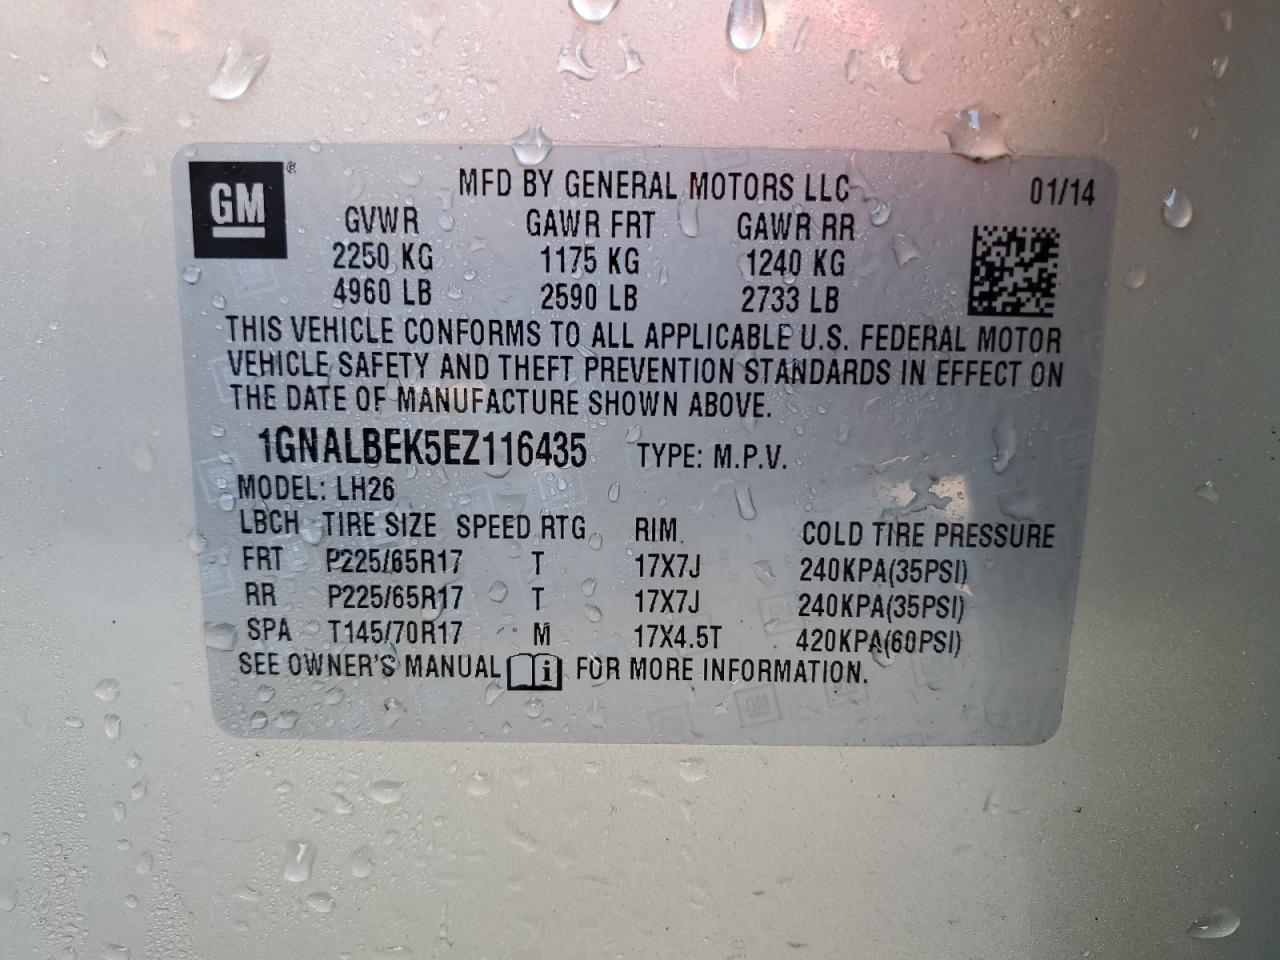 GM ®
MFD BY GENERAL MOTORS LLC 01/14
GVWR GAWR FRT GAWR RR
2250 KG 1175 KG 1240 KG
4960 LB 2590 LB 2733 LB
THIS VEHICLE CONFORMS TO ALL APPLICABLE U.S. FEDERAL MOTOR
VEHICLE SAFETY AND THEFT PREVENTION STANDARDS IN EFFECT ON
THE DATE OF MANUFACTURE SHOWN ABOVE.
1GNALBEK5EZ116435 TYPE: M.P.V.
MODEL: LH26
LBCH TIRE SIZE SPEED RTG RIM COLD TIRE PRESSURE
FRT P225/65R17 T 17X7J 240KPA(35PSI)
RR P225/65R17 T 17X7J 240KPA(35PSI)
SPA T145/70R17 M 17X4.5T 420KPA(60PSI)
SEE OWNER'S MANUAL i FOR MORE INFORMATION.